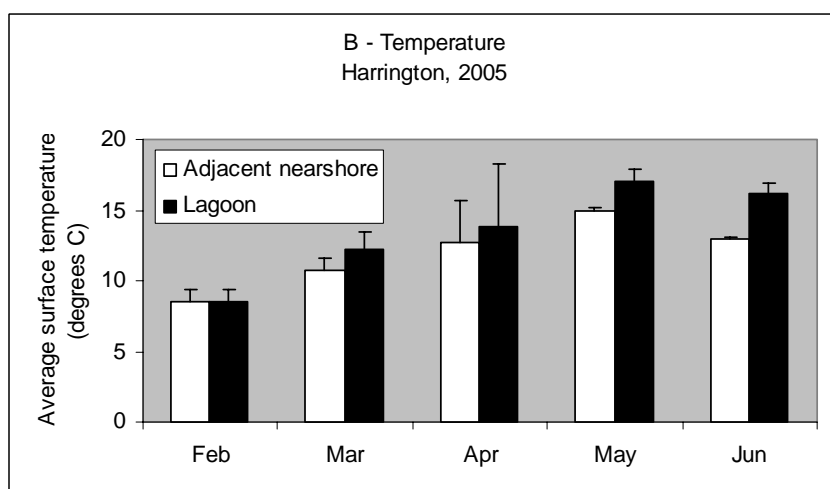 B - Temperature
Harrington, 2005
Average surface temperature
(degrees C)
20
15
10
5
0
Adjacent nearshore
Lagoon
Feb Mar Apr May Jun